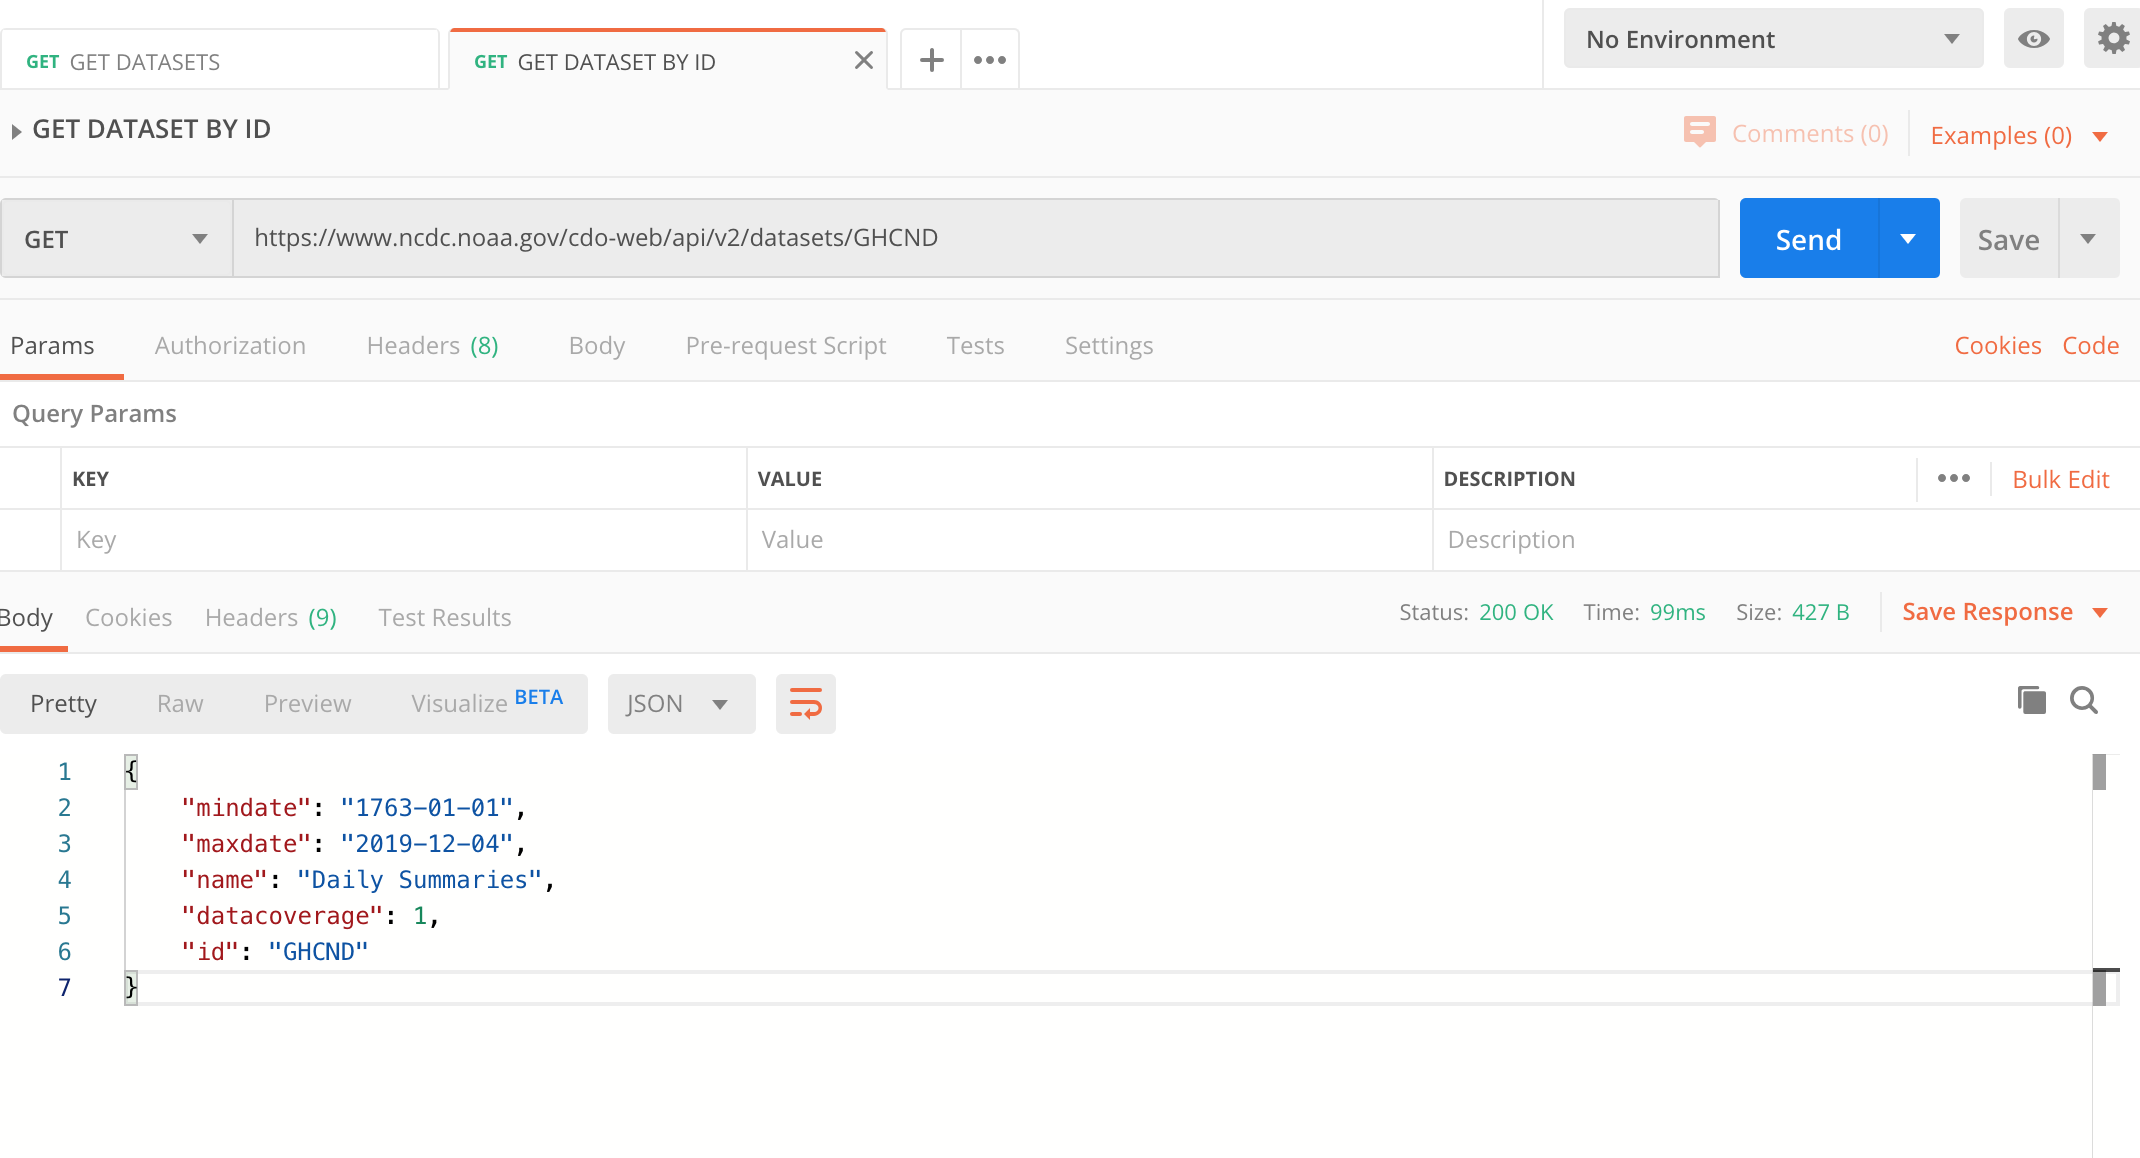 GET GET DATASETS
GET GET DATASET BY ID
No Environment
GET DATASET BY ID
Comments (0)
Examples (0)
GET
https://www.ncdc.noaa.gov/cdo-web/api/v2/datasets/GHCND
Send
Save
Params Authorization Headers (8) Body Pre-request Script Tests Settings Cookies Code
Query Params
KEY VALUE DESCRIPTION Bulk Edit
Key Value Description
Body Cookies Headers (9) Test Results Status: 200 OK Time: 99ms Size: 427 B Save Response
Pretty Raw Preview Visualize BETA JSON
1 {
2 "mindate": "1763-01-01",
3 "maxdate": "2019-12-04",
4 "name": "Daily Summaries",
5 "datacoverage": 1,
6 "id": "GHCND"
7 }